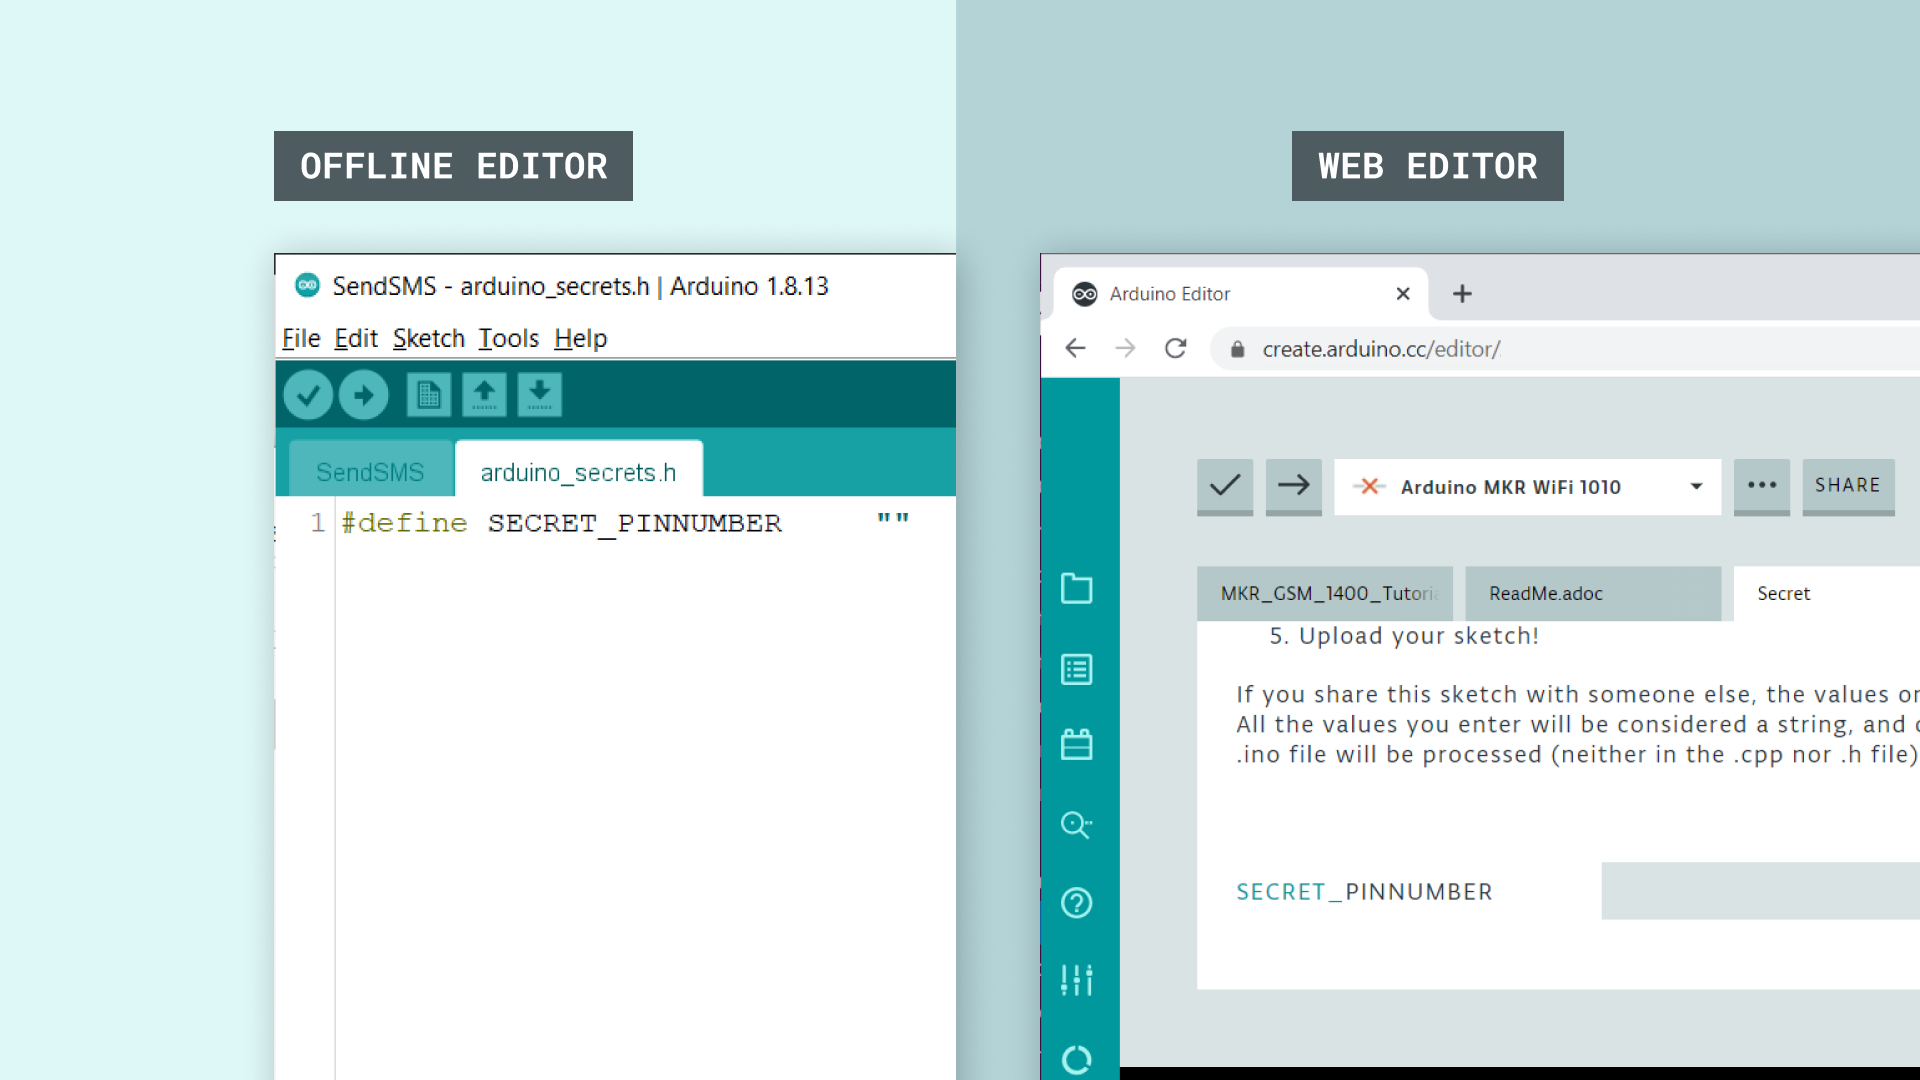 OFFLINE EDITOR
SendSMS - arduino_secrets.h | Arduino 1.8.13
File Edit Sketch Tools Help
SendSMS arduino_secrets.h
1 #define SECRET_PINNUMBER ""
WEB EDITOR
Arduino Editor
create.arduino.cc/editor/
Arduino MKR WiFi 1010
SHARE
MKR_GSM_1400_Tutori ReadMe.adoc Secret
5. Upload your sketch!
If you share this sketch with someone else, the values
All the values you enter will be considered a string, and
.ino file will be processed (neither in the .cpp nor .h file)
SECRET_PINNUMBER